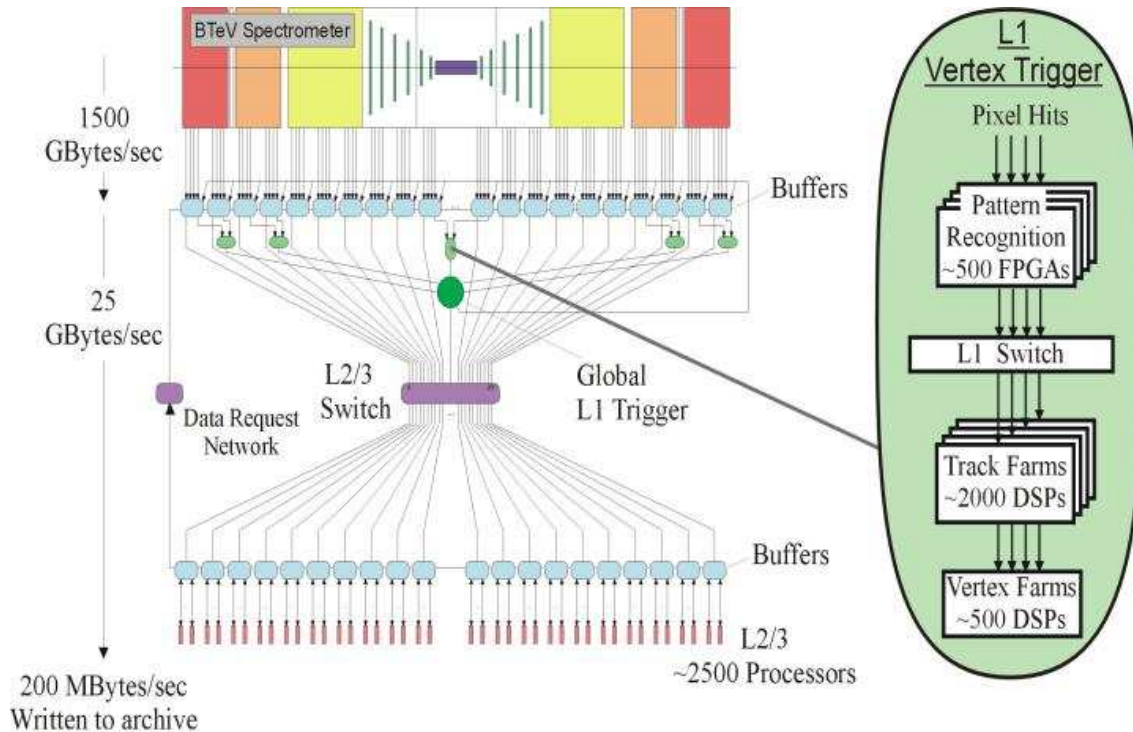 BTeV Spectrometer
1500
GBytes/sec
Buffers
25
GBytes/sec
L2/3
Switch
Global
L1 Trigger
Data Request
Network
Buffers
L2/3
~2500 Processors
200 MBytes/sec
Written to archive
L1
Vertex Trigger
Pixel Hits
Pattern
Recognition
~500 FPGAs
L1 Switch
Track Farms
~2000 DSPs
Vertex Farms
~500 DSPs